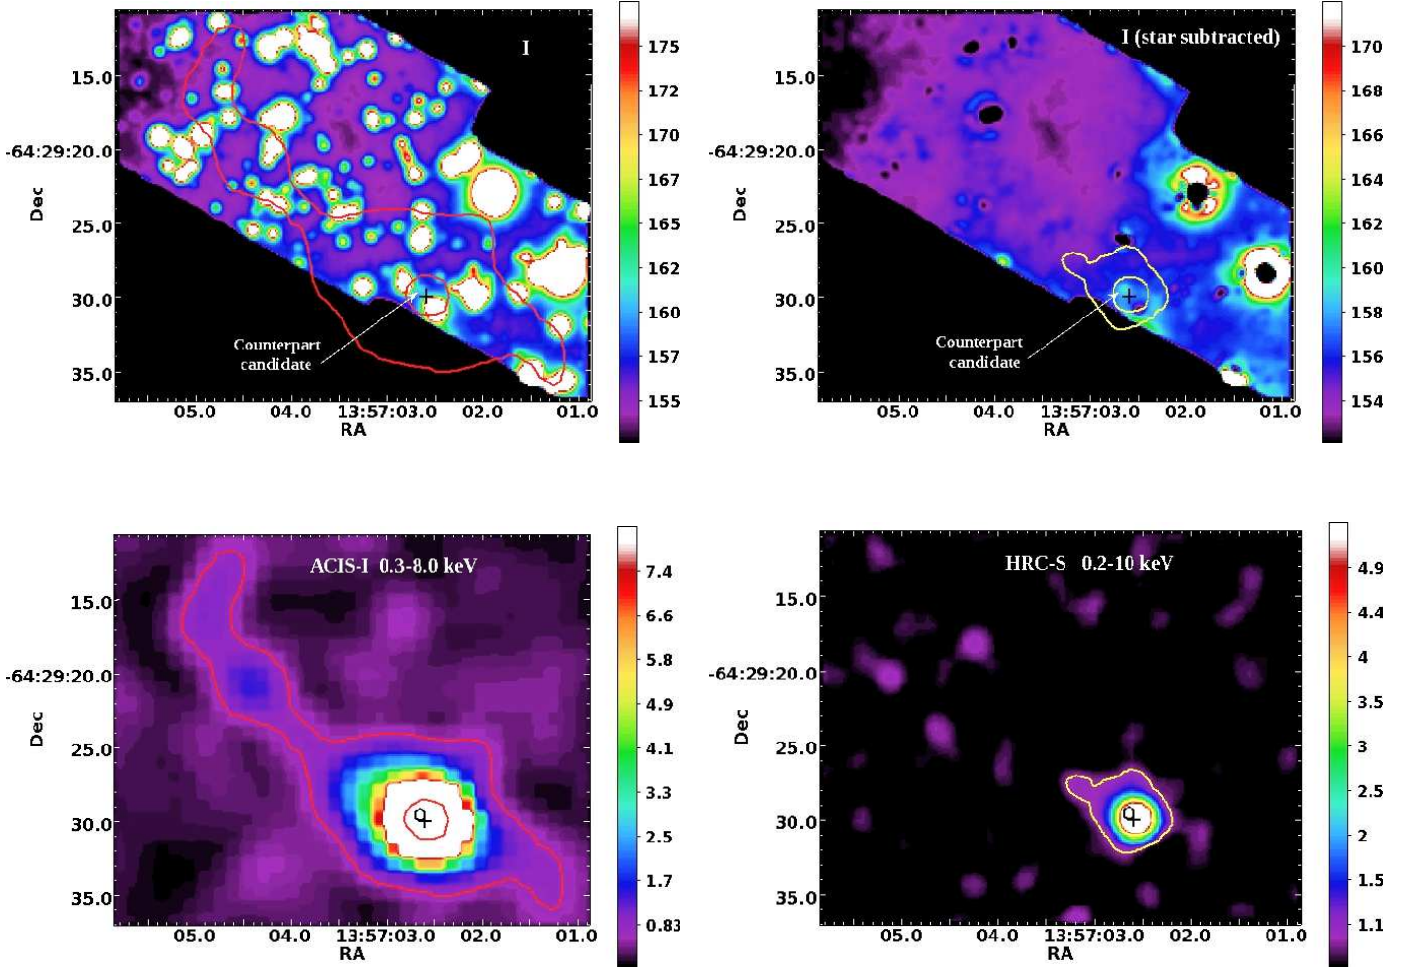 I
175
172
170
167
165
162
160
157
155
15.0
-64:29:20.0
25.0
30.0
35.0
Dec
Counterpart
candidate
05.0 04.0 13:57:03.0 02.0 01.0
RA
I (star subtracted)
170
168
166
164
162
160
158
156
154
15.0
-64:29:20.0
25.0
30.0
35.0
Dec
Counterpart
candidate
05.0 04.0 13:57:03.0 02.0 01.0
RA
ACIS-I 0.3-8.0 keV
7.4
6.6
5.8
4.9
4.1
3.3
2.5
1.7
0.83
15.0
-64:29:20.0
25.0
30.0
35.0
Dec
05.0 04.0 13:57:03.0 02.0 01.0
RA
HRC-S 0.2-10 keV
4.9
4.4
4
3.5
3
2.5
2
1.5
1.1
15.0
-64:29:20.0
25.0
30.0
35.0
Dec
05.0 04.0 13:57:03.0 02.0 01.0
RA